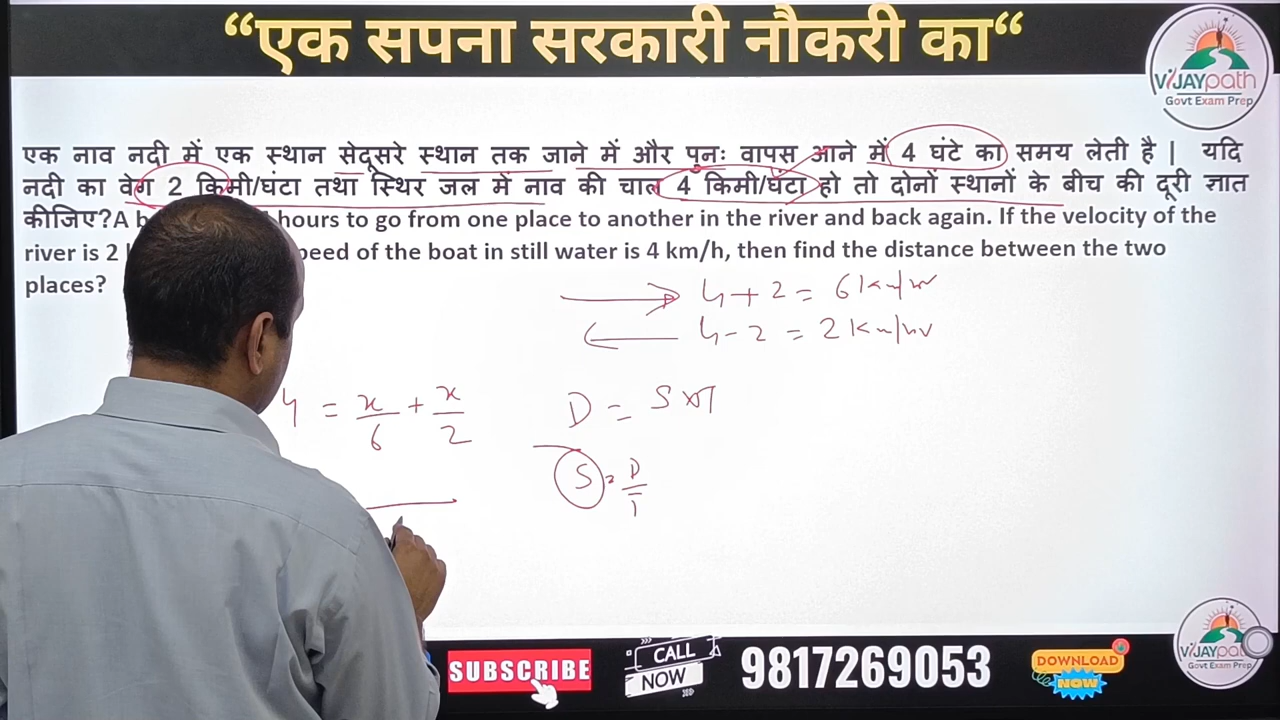 “एक सपना सरकारी नौकरी का“
VIJAYpath
Govt Exam Prep
एक नाव नदी में एक स्थान सेदूसरे स्थान तक जाने में और पुनः वापस आने में 4 घंटे का समय लेती है | यदि
नदी का वेग 2 किमी/घंटा तथा स्थिर जल में नाव की चाल 4 किमी/घंटा हो तो दोनों स्थानों के बीच की दूरी ज्ञात
कीजिए?A hours to go from one place to another in the river and back again. If the velocity of the
river is 2 speed of the boat in still water is 4 km/h, then find the distance between the two
places?
4 + 2 = 6 km/hr
4 - 2 = 2 km/hr
4 = x/6 + x/2
D = S × T
S = D/T
SUBSCRIBE
CALL
NOW
9817269053
DOWNLOAD
NOW
VIJAYpath
Govt Exam Prep